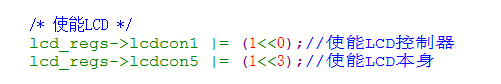 /* 使能LCD */
lcd_regs->lcdcon1 |= (1<<0);//使能LCD控制器
lcd_regs->lcdcon5 |= (1<<3);//使能LCD本身